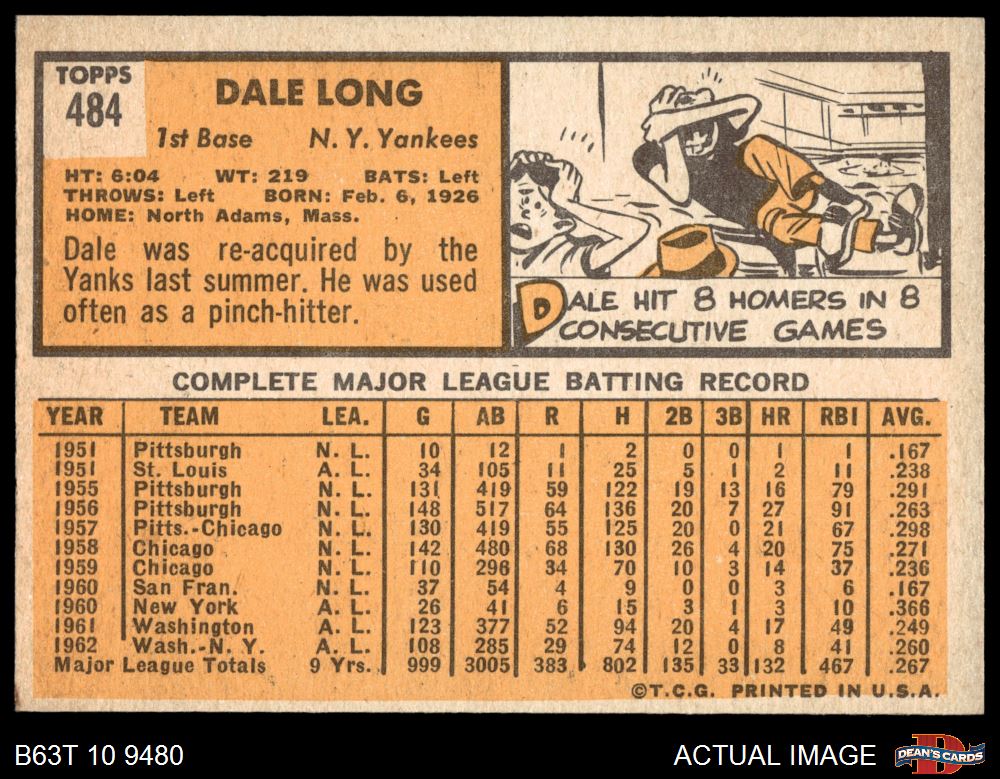 TOPPS
484
DALE LONG
1st Base N. Y. Yankees
HT: 6:04 WT: 219 BATS: Left
THROWS: Left BORN: Feb. 6, 1926
HOME: North Adams, Mass.
Dale was re-acquired by the
Yanks last summer. He was used
often as a pinch-hitter.
DALE HIT 8 HOMERS IN 8
CONSECUTIVE GAMES
COMPLETE MAJOR LEAGUE BATTING RECORD
YEAR TEAM LEA. G AB R H 2B 3B HR RBI AVG.
1951 Pittsburgh N. L. 10 12 1 2 0 0 1 1 .167
1951 St. Louis A. L. 34 105 11 25 5 1 2 11 .238
1955 Pittsburgh N. L. 131 419 59 122 19 13 16 79 .291
1956 Pittsburgh N. L. 148 517 64 136 20 7 27 91 .263
1957 Pitts.-Chicago N. L. 130 419 55 125 20 0 21 67 .298
1958 Chicago N. L. 142 480 68 130 26 4 20 75 .271
1959 Chicago N. L. 110 296 34 70 10 3 14 37 .236
1960 San Fran. N. L. 37 54 4 9 0 0 3 6 .167
1960 New York A. L. 26 41 6 15 3 1 3 10 .366
1961 Washington A. L. 123 377 52 94 20 4 17 49 .249
1962 Wash.-N. Y. A. L. 108 285 29 74 12 0 8 41 .260
Major League Totals 9 Yrs. 999 3005 383 802 135 33 132 467 .267
©T.C.G. PRINTED IN U.S.A.
B63T 10 9480 ACTUAL IMAGE DEAN'S CARDS